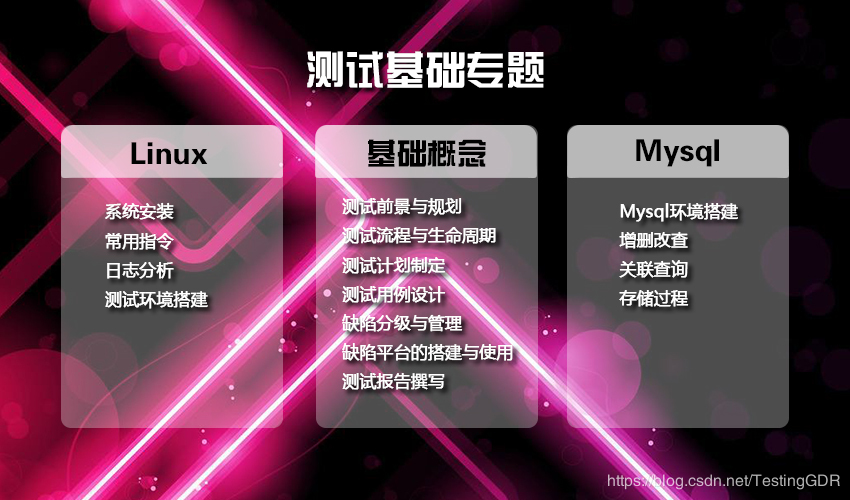 测试基础专题
Linux
系统安装
常用指令
日志分析
测试环境搭建
基础概念
测试前景与规划
测试流程与生命周期
测试计划制定
测试用例设计
缺陷分级与管理
缺陷平台的搭建与使用
测试报告撰写
Mysql
Mysql环境搭建
增删改查
关联查询
存储过程
https://blog.csdn.net/TestingGDR